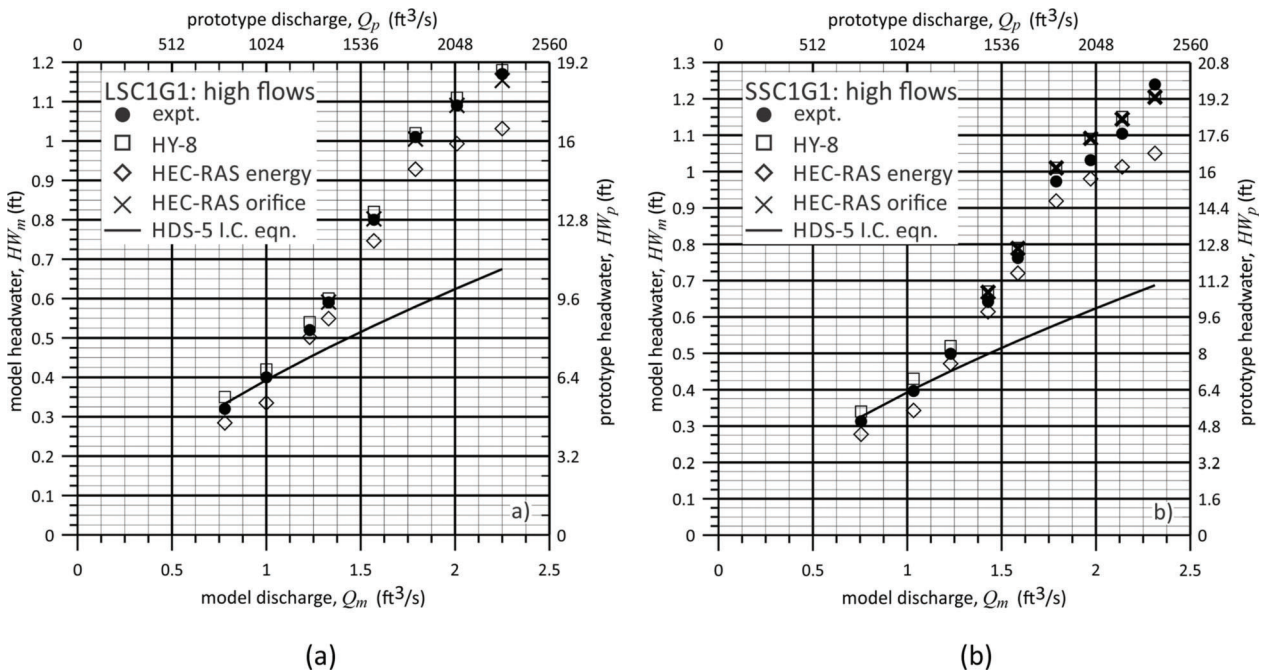 prototype discharge, Qp (ft3/s)
0 512 1024 1536 2048 2560
LSC1G1: high flows
expt.
HY-8
HEC-RAS energy
HEC-RAS orifice
HDS-5 I.C. eqn.
model headwater, HWm (ft)
1.2
1.1
1
0.9
0.8
0.7
0.6
0.5
0.4
0.3
0.2
0.1
0
19.2
16
12.8
9.6
6.4
3.2
0
prototype headwater, HWp (ft)
a)
0 0.5 1 1.5 2 2.5
model discharge, Qm (ft3/s)
(a)
prototype discharge, Qp (ft3/s)
0 512 1024 1536 2048 2560
SSC1G1: high flows
expt.
HY-8
HEC-RAS energy
HEC-RAS orifice
HDS-5 I.C. eqn.
model headwater, HWm (ft)
1.3
1.2
1.1
1
0.9
0.8
0.7
0.6
0.5
0.4
0.3
0.2
0.1
0
20.8
19.2
17.6
16
14.4
12.8
11.2
9.6
8
6.4
4.8
3.2
1.6
0
prototype headwater, HWp (ft)
b)
0 0.5 1 1.5 2 2.5
model discharge, Qm (ft3/s)
(b)